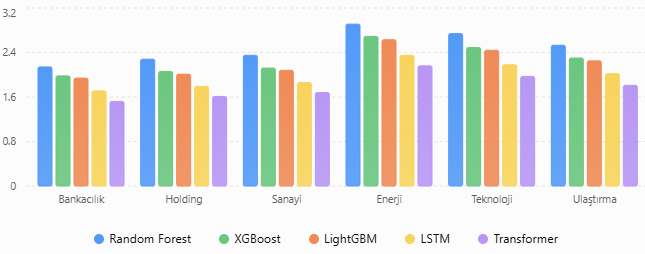 3.2
2.4
1.6
0.8
0
Bankacılık Holding Sanayi Enerji Teknoloji Ulaştırma
Random Forest XGBoost LightGBM LSTM Transformer